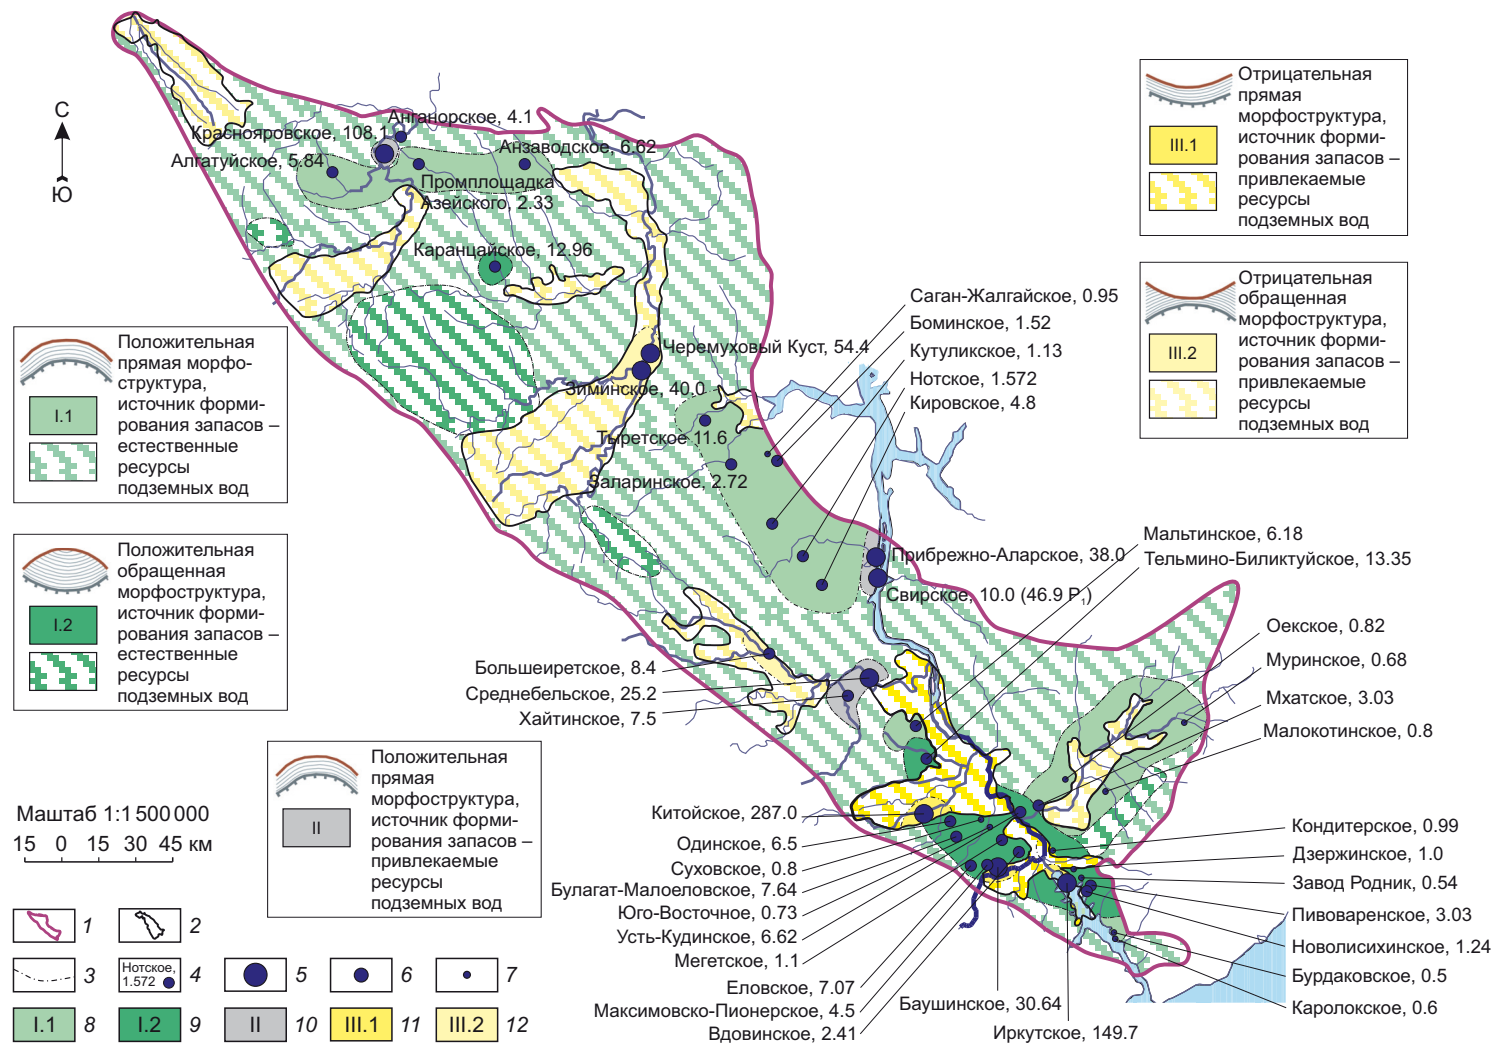 С
Ю
Анганорское, 4.1
Краснояровское, 108.1
Анзаводское, 6.62
Алгатуйское, 5.84
Промплощадка
Азейского, 2.33
Каранцайское, 12.96
Черемуховый Куст, 54.4
Зиминское, 40.0
Тыретское 11.6
Заларинское, 2.72
Саган-Жалгайское, 0.95
Боминское, 1.52
Кутуликское, 1.13
Нотское, 1.572
Кировское, 4.8
Прибрежно-Аларское, 38.0
Свирское, 10.0 (46.9 P1)
Мальтинское, 6.18
Тельмино-Биликтуйское, 13.35
Оекское, 0.82
Муринское, 0.68
Мхатское, 3.03
Малокотинское, 0.8
Большеиретское, 8.4
Среднебельское, 25.2
Хайтинское, 7.5
Китойское, 287.0
Одинское, 6.5
Суховское, 0.8
Булагат-Малоеловское, 7.64
Юго-Восточное, 0.73
Усть-Кудинское, 6.62
Мегетское, 1.1
Еловское, 7.07
Максимовско-Пионерское, 4.5
Вдовинское, 2.41
Баушинское, 30.64
Иркутское, 149.7
Кондитерское, 0.99
Дзержинское, 1.0
Завод Родник, 0.54
Пивоваренское, 3.03
Новолисихинское, 1.24
Бурдаковское, 0.5
Каролокское, 0.6
Отрицательная
прямая
морфоструктура,
источник форми-
рования запасов –
привлекаемые
ресурсы
подземных вод
III.1
Отрицательная
обращенная
морфоструктура,
источник форми-
рования запасов –
привлекаемые
ресурсы
подземных вод
III.2
Положительная
прямая морфо-
структура,
источник форми-
рования запасов –
естественные
ресурсы
подземных вод
I.1
Положительная
обращенная
морфоструктура,
источник форми-
рования запасов –
естественные
ресурсы
подземных вод
I.2
Положительная
прямая
морфоструктура,
источник форми-
рования запасов –
привлекаемые
ресурсы
подземных вод
II
Маштаб 1:1 500 000
15 0 15 30 45 км
1 2
3 Нотское, 1.572 4 5 6 7
I.1 8 I.2 9 II 10 III.1 11 III.2 12